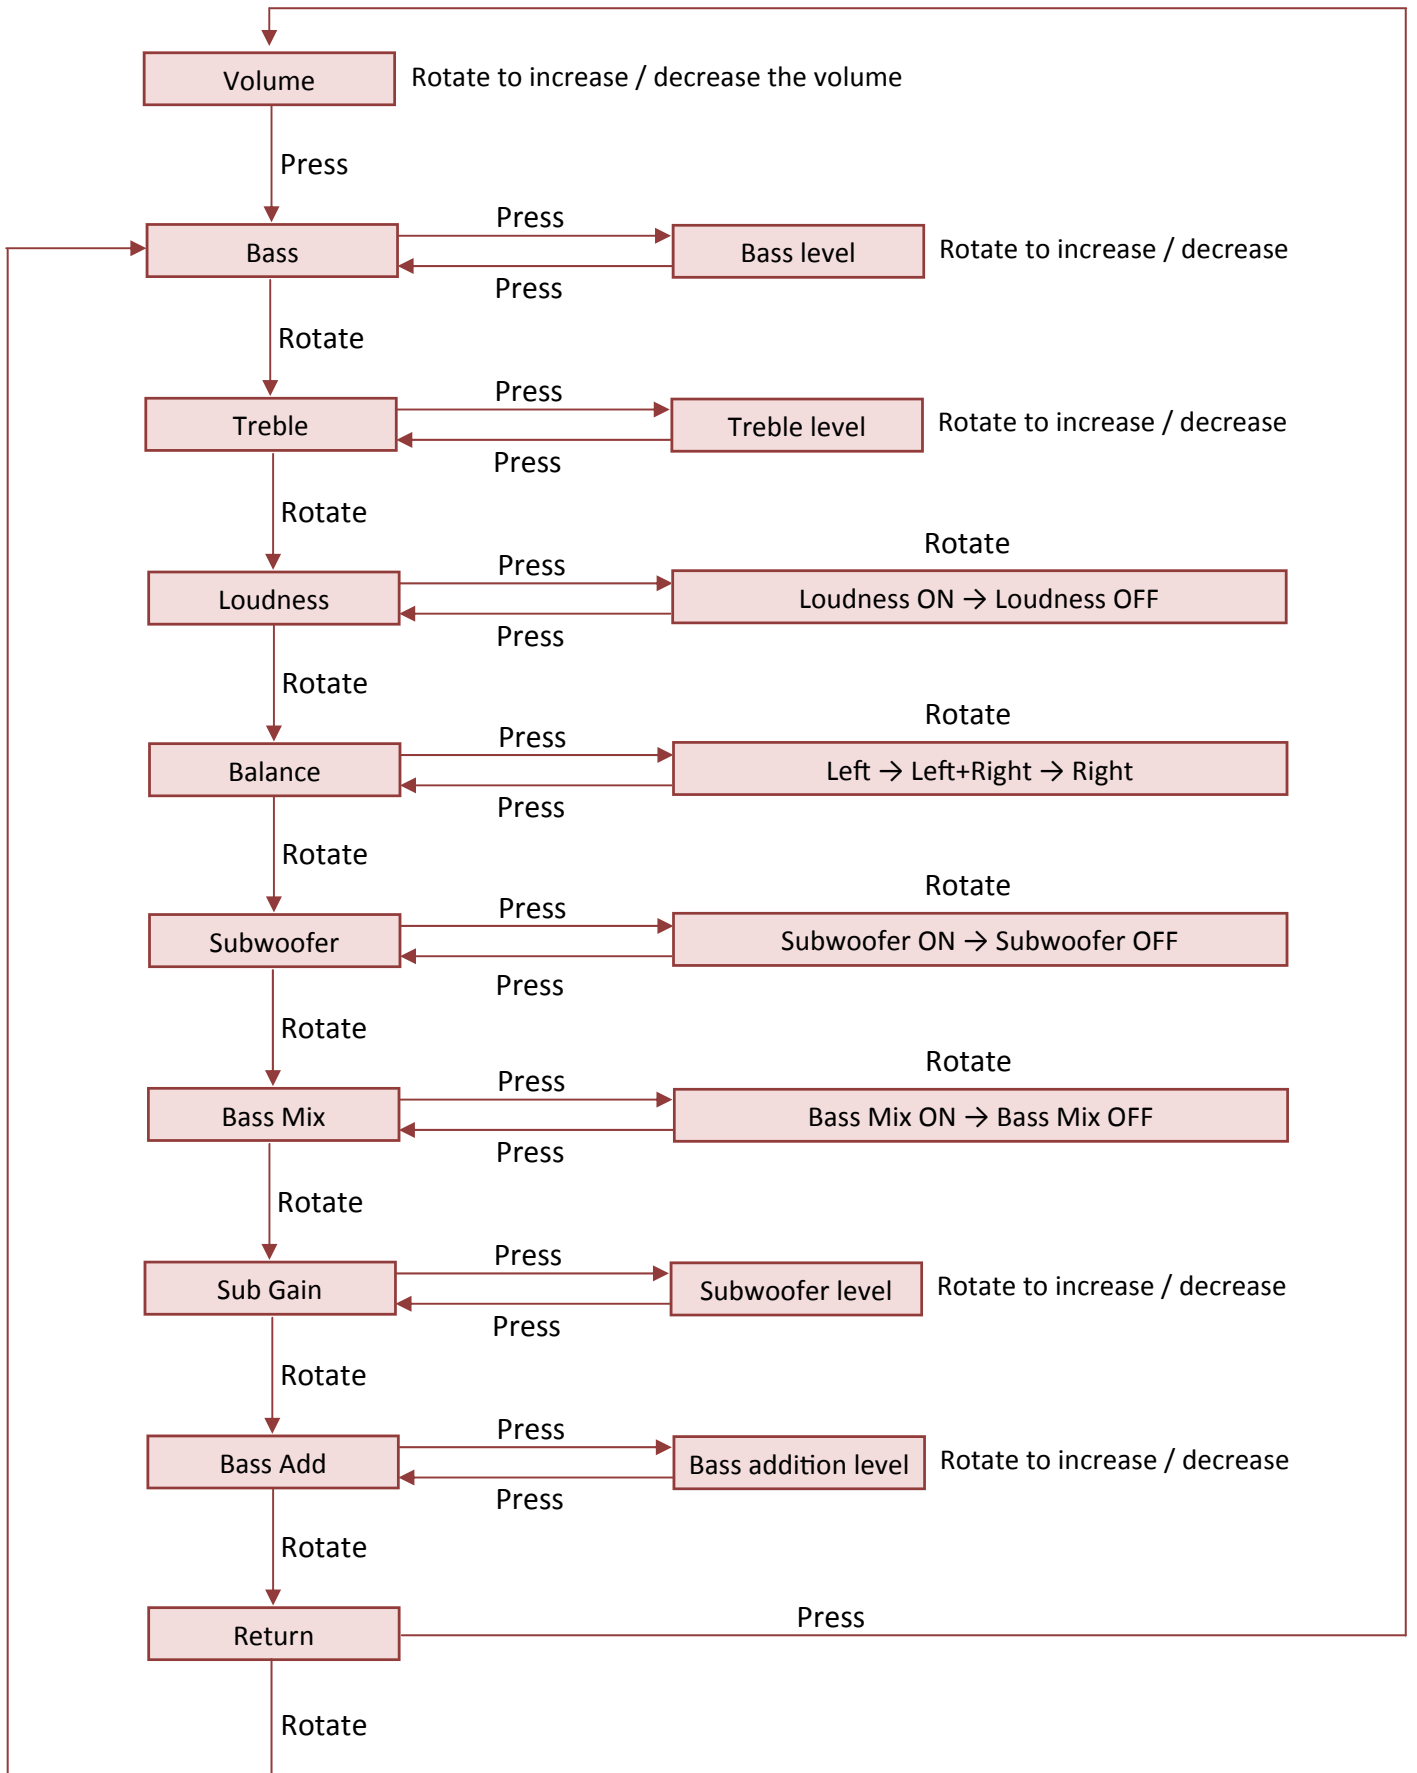 Volume
Rotate to increase / decrease the volume
Press
Press
Bass
Bass level
Rotate to increase / decrease
Press
Rotate
Press
Treble
Treble level
Rotate to increase / decrease
Press
Rotate
Rotate
Press
Loudness
Loudness ON → Loudness OFF
Press
Rotate
Rotate
Press
Balance
Left → Left+Right → Right
Press
Rotate
Rotate
Press
Subwoofer
Subwoofer ON → Subwoofer OFF
Press
Rotate
Rotate
Press
Bass Mix
Bass Mix ON → Bass Mix OFF
Press
Rotate
Press
Sub Gain
Subwoofer level
Rotate to increase / decrease
Press
Rotate
Press
Bass Add
Bass addition level
Rotate to increase / decrease
Press
Rotate
Press
Return
Rotate